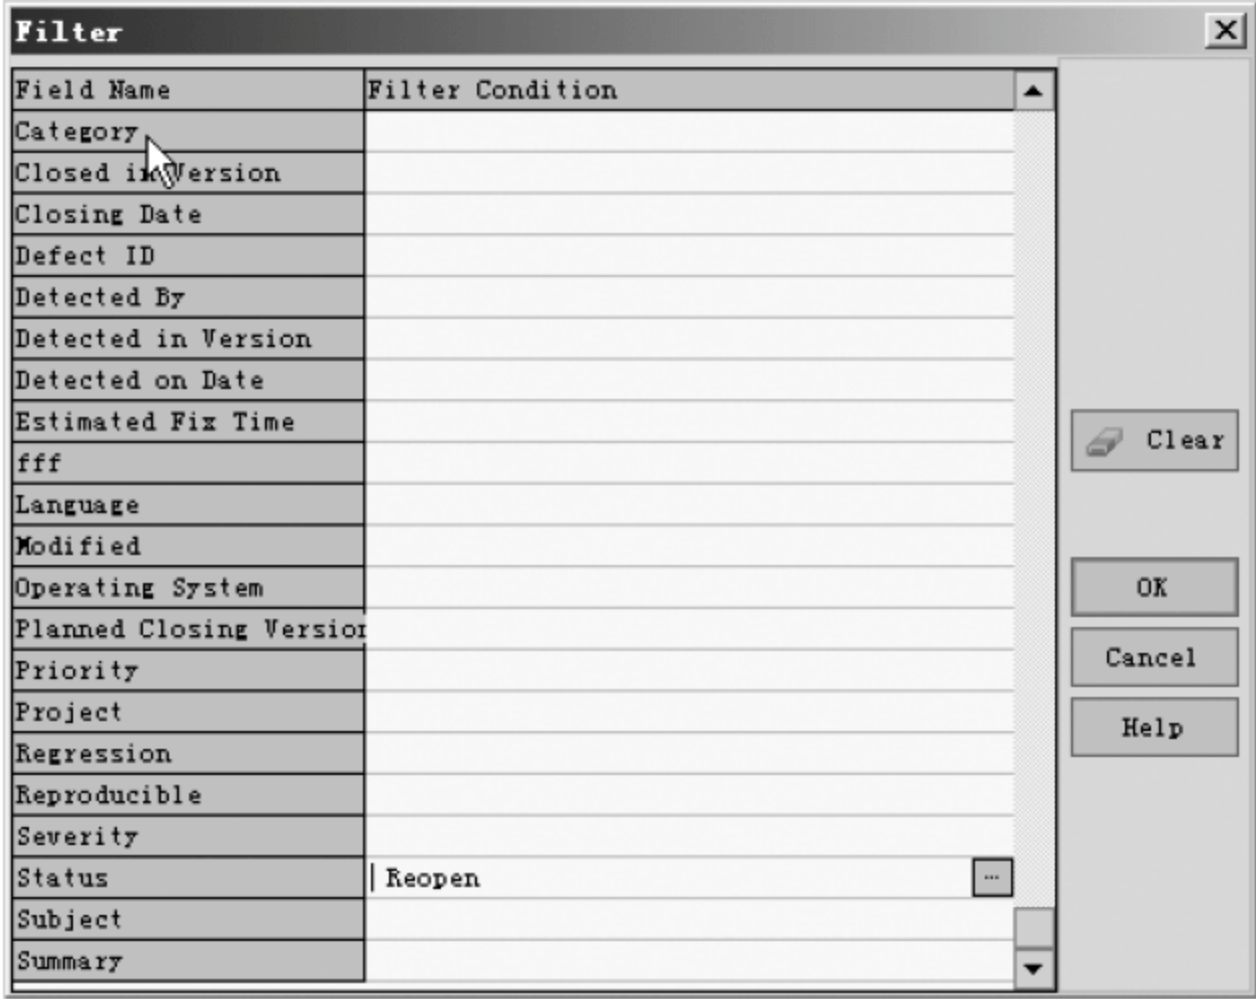 Filter
Field Name Filter Condition
Category
Closed in Version
Closing Date
Defect ID
Detected By
Detected in Version
Detected on Date
Estimated Fix Time
fff
Language
Modified
Operating System
Planned Closing Version
Priority
Project
Regression
Reproducible
Severity
Status Reopen ...
Subject
Summary
Clear
OK
Cancel
Help